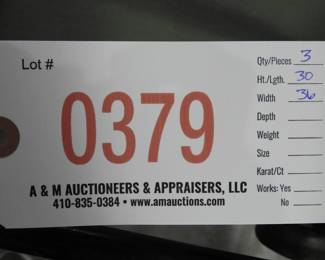 Lot #
0379
A & M AUCTIONEERS & APPRAISERS, LLC
410-835-0384 • www.amauctions.com
Qty/Pieces 3
Ht./Lgth. 30
Width 36
Depth
Weight
Size
Karat/Ct
Works: Yes
No